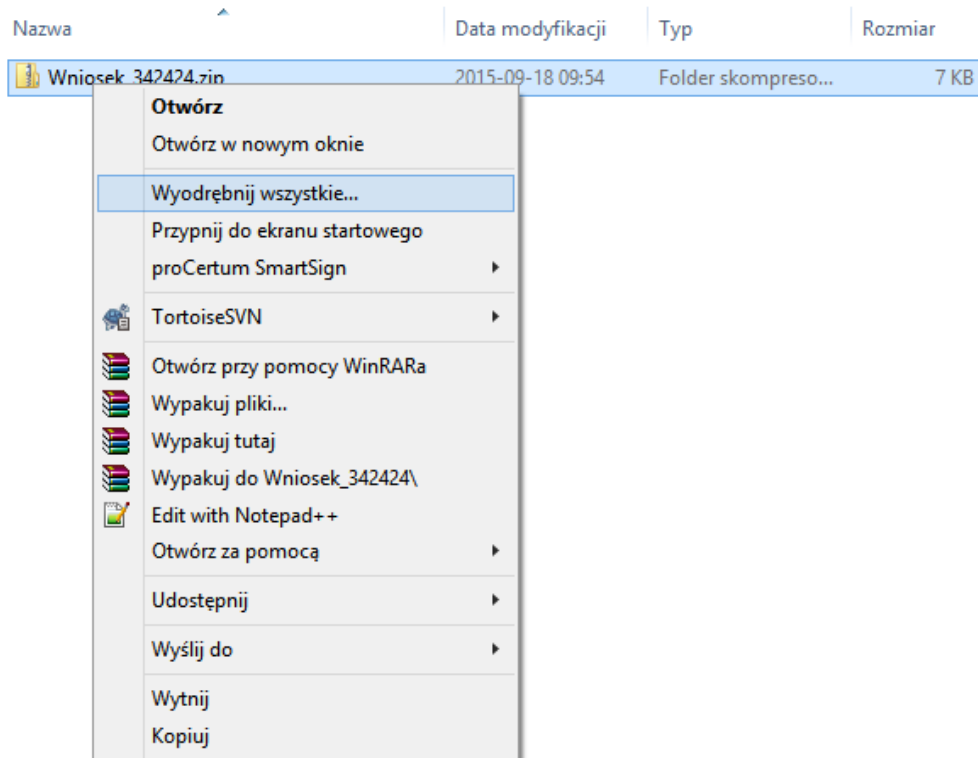 Nazwa Data modyfikacji Typ Rozmiar
Wniosek_342424.zip 2015-09-18 09:54 Folder skompreso... 7 KB
Otwórz
Otwórz w nowym oknie
Wyodrębnij wszystkie...
Przypnij do ekranu startowego
proCertum SmartSign
TortoiseSVN
Otwórz przy pomocy WinRARa
Wypakuj pliki...
Wypakuj tutaj
Wypakuj do Wniosek_342424\
Edit with Notepad++
Otwórz za pomocą
Udostępnij
Wyślij do
Wytnij
Kopiuj